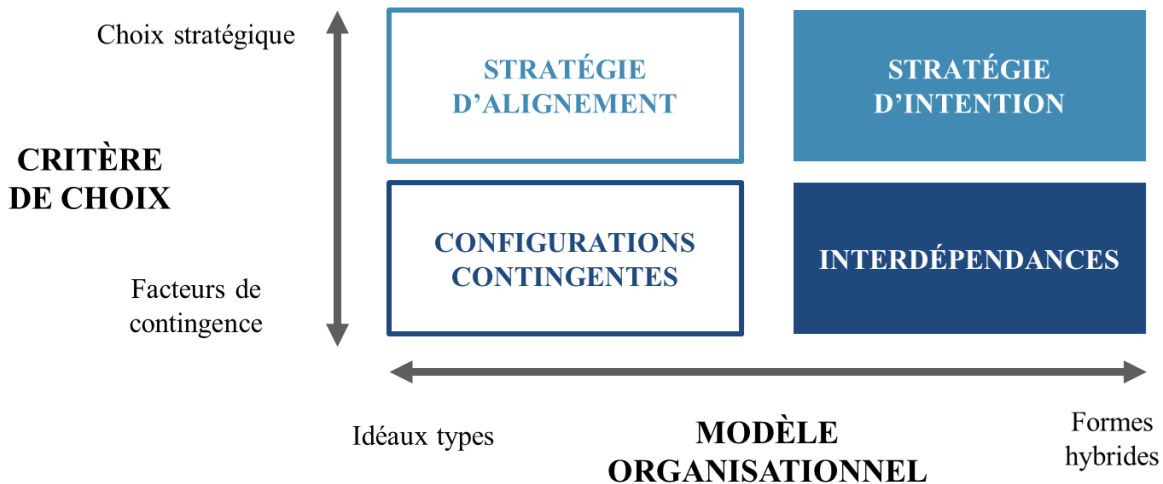 Choix stratégique
STRATÉGIE
D’ALIGNEMENT
STRATÉGIE
D’INTENTION
CRITÈRE
DE CHOIX
CONFIGURATIONS
CONTINGENTES
INTERDÉPENDANCES
Facteurs de
contingence
Idéaux types
MODÈLE
ORGANISATIONNEL
Formes
hybrides